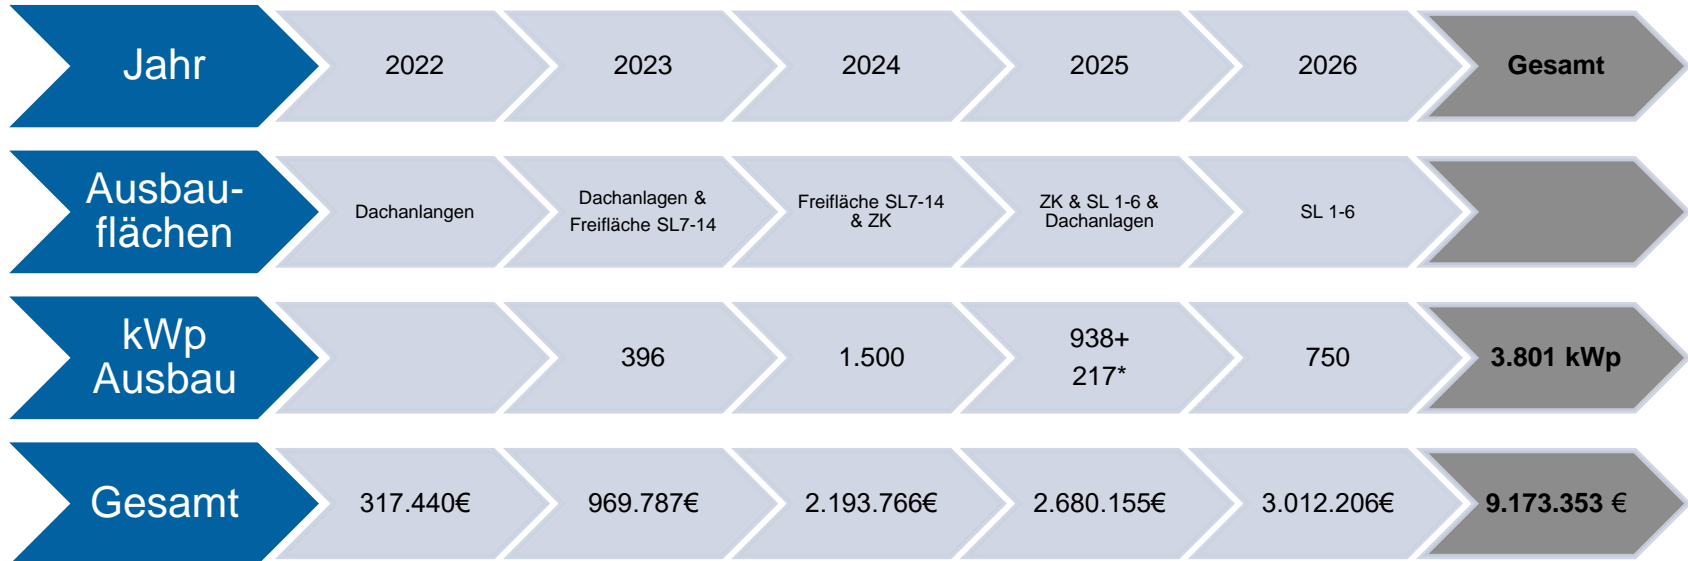 Jahr
2022
2023
2024
2025
2026
Gesamt
Ausbau-
flächen
Dachanlangen
Dachanlagen &
Freifläche SL7-14
Freifläche SL7-14
& ZK
ZK & SL 1-6 &
Dachanlagen
SL 1-6
kWp
Ausbau
396
1.500
938+
217*
750
3.801 kWp
Gesamt
317.440€
969.787€
2.193.766€
2.680.155€
3.012.206€
9.173.353 €